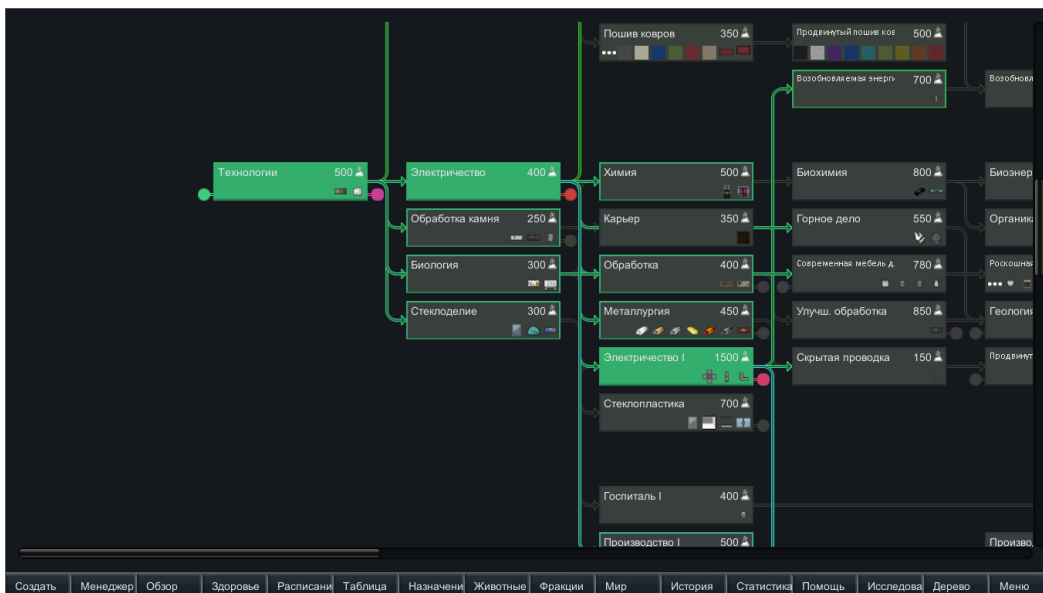 Пошив ковров 350
Продвинутый пошив ков 500
Возобновляемая энерг 700
Возобновл
Технологии 500
Электричество 400
Химия 500
Биохимия 800
Биоэнер
Обработка камня 250
Карьер 350
Горное дело 550
Органик
Биология 300
Обработка 400
Современная мебель д. 780
Роскошная
Стеклоделие 300
Металлургия 450
Улучш. обработка 850
Геология
Электричество I 1500
Скрытая проводка 150
Продвинут
Стеклопластика 700
Госпиталь I 400
Производство I 500
Произво
Создать Менеджер Обзор Здоровье Расписани Таблица Назначени Животные Фракции Мир История Статистика Помощь Исследова Дерево Меню